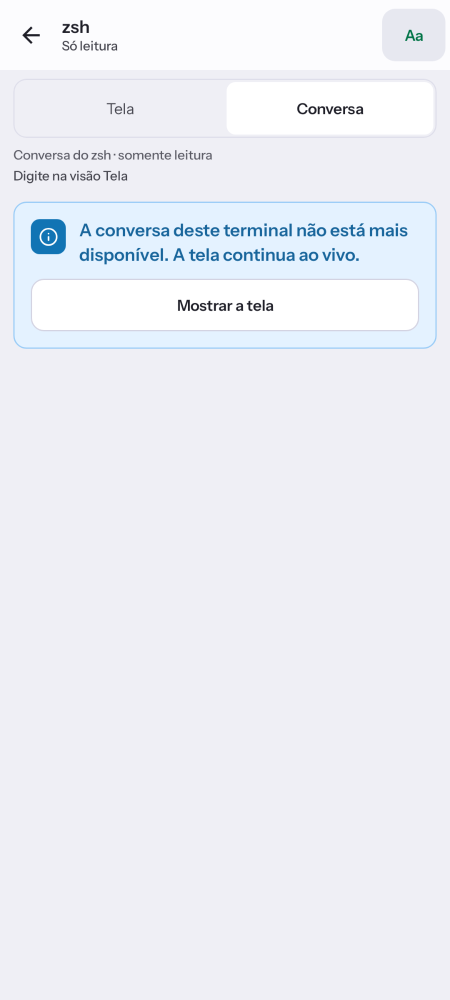 zsh
Só leitura
Aa
Tela
Conversa
Conversa do zsh · somente leitura
Digite na visão Tela
A conversa deste terminal não está mais
disponível. A tela continua ao vivo.
Mostrar a tela